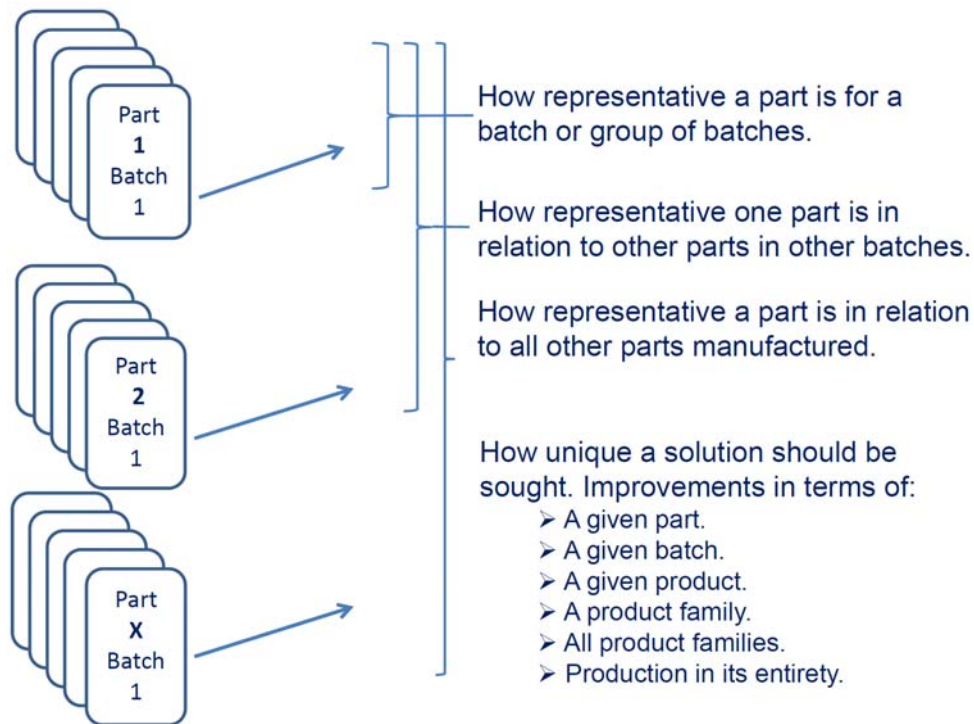 Part
1
Batch
1
How representative a part is for a
batch or group of batches.
How representative one part is in
relation to other parts in other batches.
How representative a part is in relation
to all other parts manufactured.
Part
2
Batch
1
How unique a solution should be
sought. Improvements in terms of:
➢ A given part.
➢ A given batch.
➢ A given product.
➢ A product family.
➢ All product families.
➢ Production in its entirety.
Part
X
Batch
1